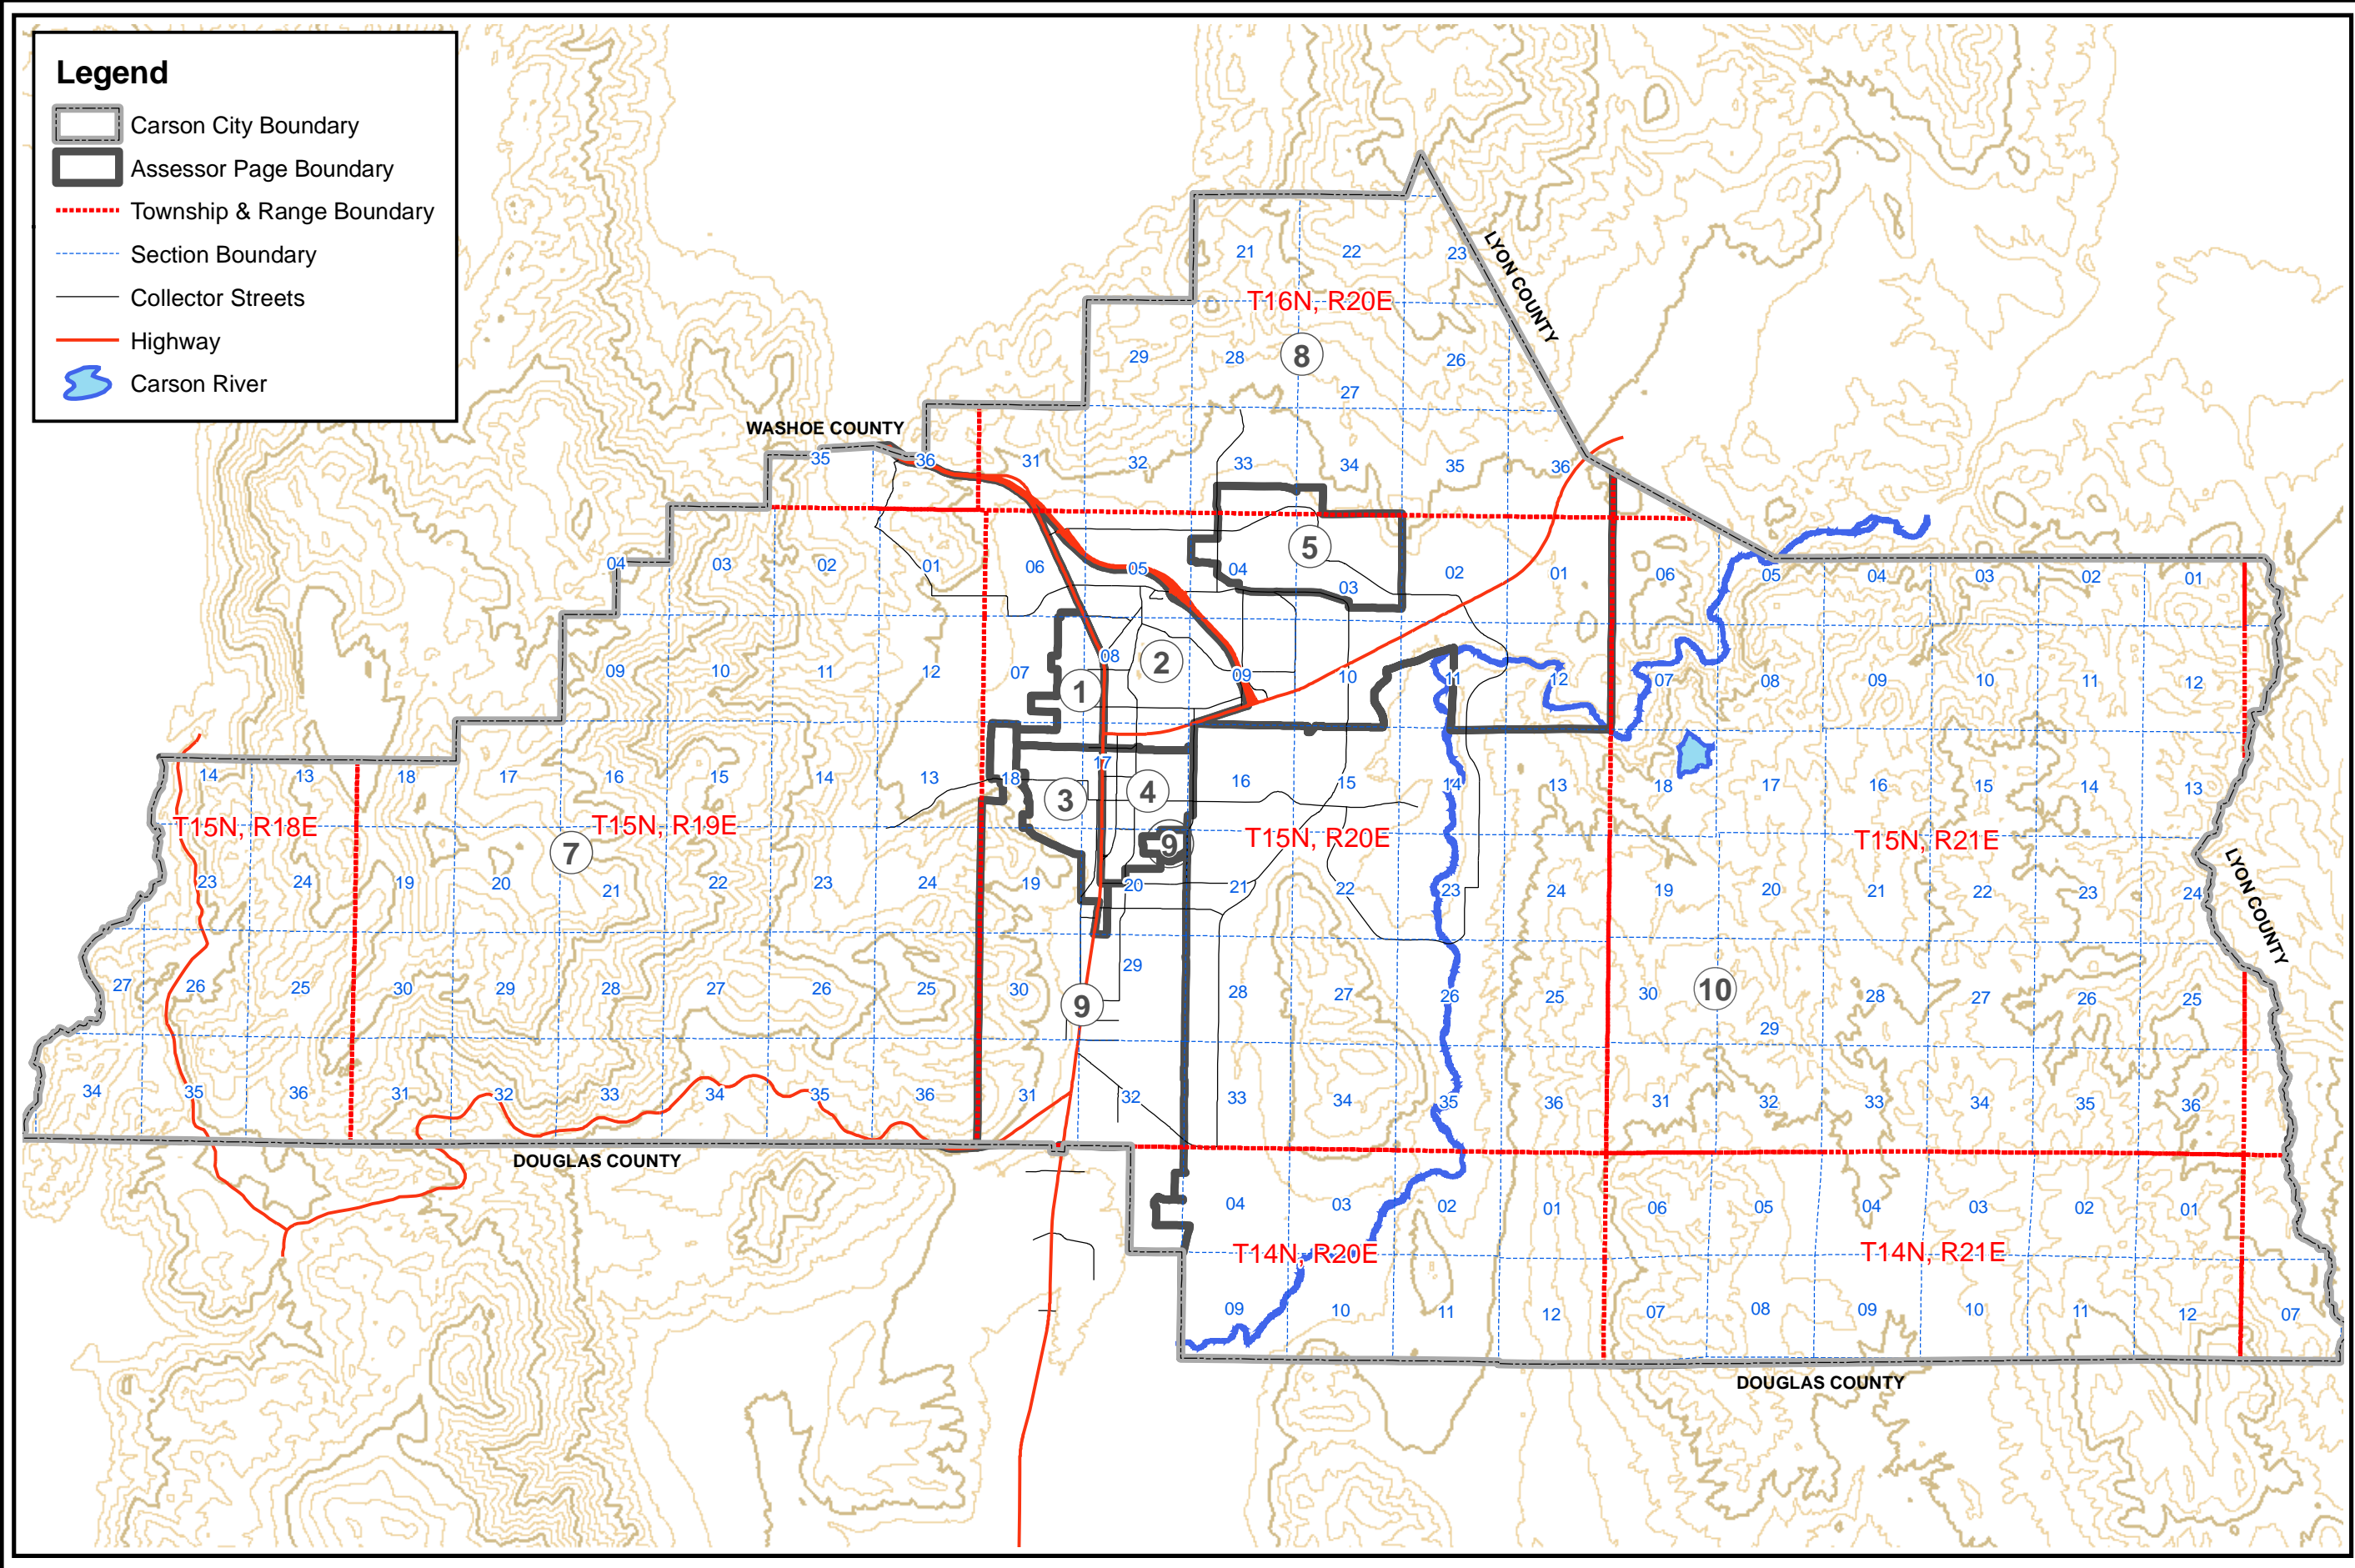 Legend
Carson City Boundary
Assessor Page Boundary
Township & Range Boundary
Section Boundary
Collector Streets
Highway
Carson River
LYON COUNTY
21 22 23
T16N, R20E
29 28 8 26
27
WASHOE COUNTY
35 36 31 32 33 34 35 36
5
04 03 02 01 06 05 04 03 02 01 06 05 04 03 02 01
09 10 11 12 07 08 2 09 10 11 12 07 08 09 10 11 12
1
14 13 18 17 16 15 14 13 18 17 16 15 14 13 18 17 16 15 14 13
3 4
T15N, R18E T15N, R19E T15N, R20E T15N, R21E
7 9
LYON COUNTY
23 24 19 20 21 22 23 24 19 20 21 22 23 24 19 20 21 22 23 24
27 26 25 30 29 28 27 26 25 30 29 28 27 26 25 30 10 28 27 26 25
9 29
34 35 36 31 32 33 34 35 36 31 32 33 34 35 36 31 32 33 34 35 36
DOUGLAS COUNTY
04 03 02 01 06 05 04 03 02 01
T14N, R20E T14N, R21E
09 10 11 12 07 08 09 10 11 12 07
DOUGLAS COUNTY